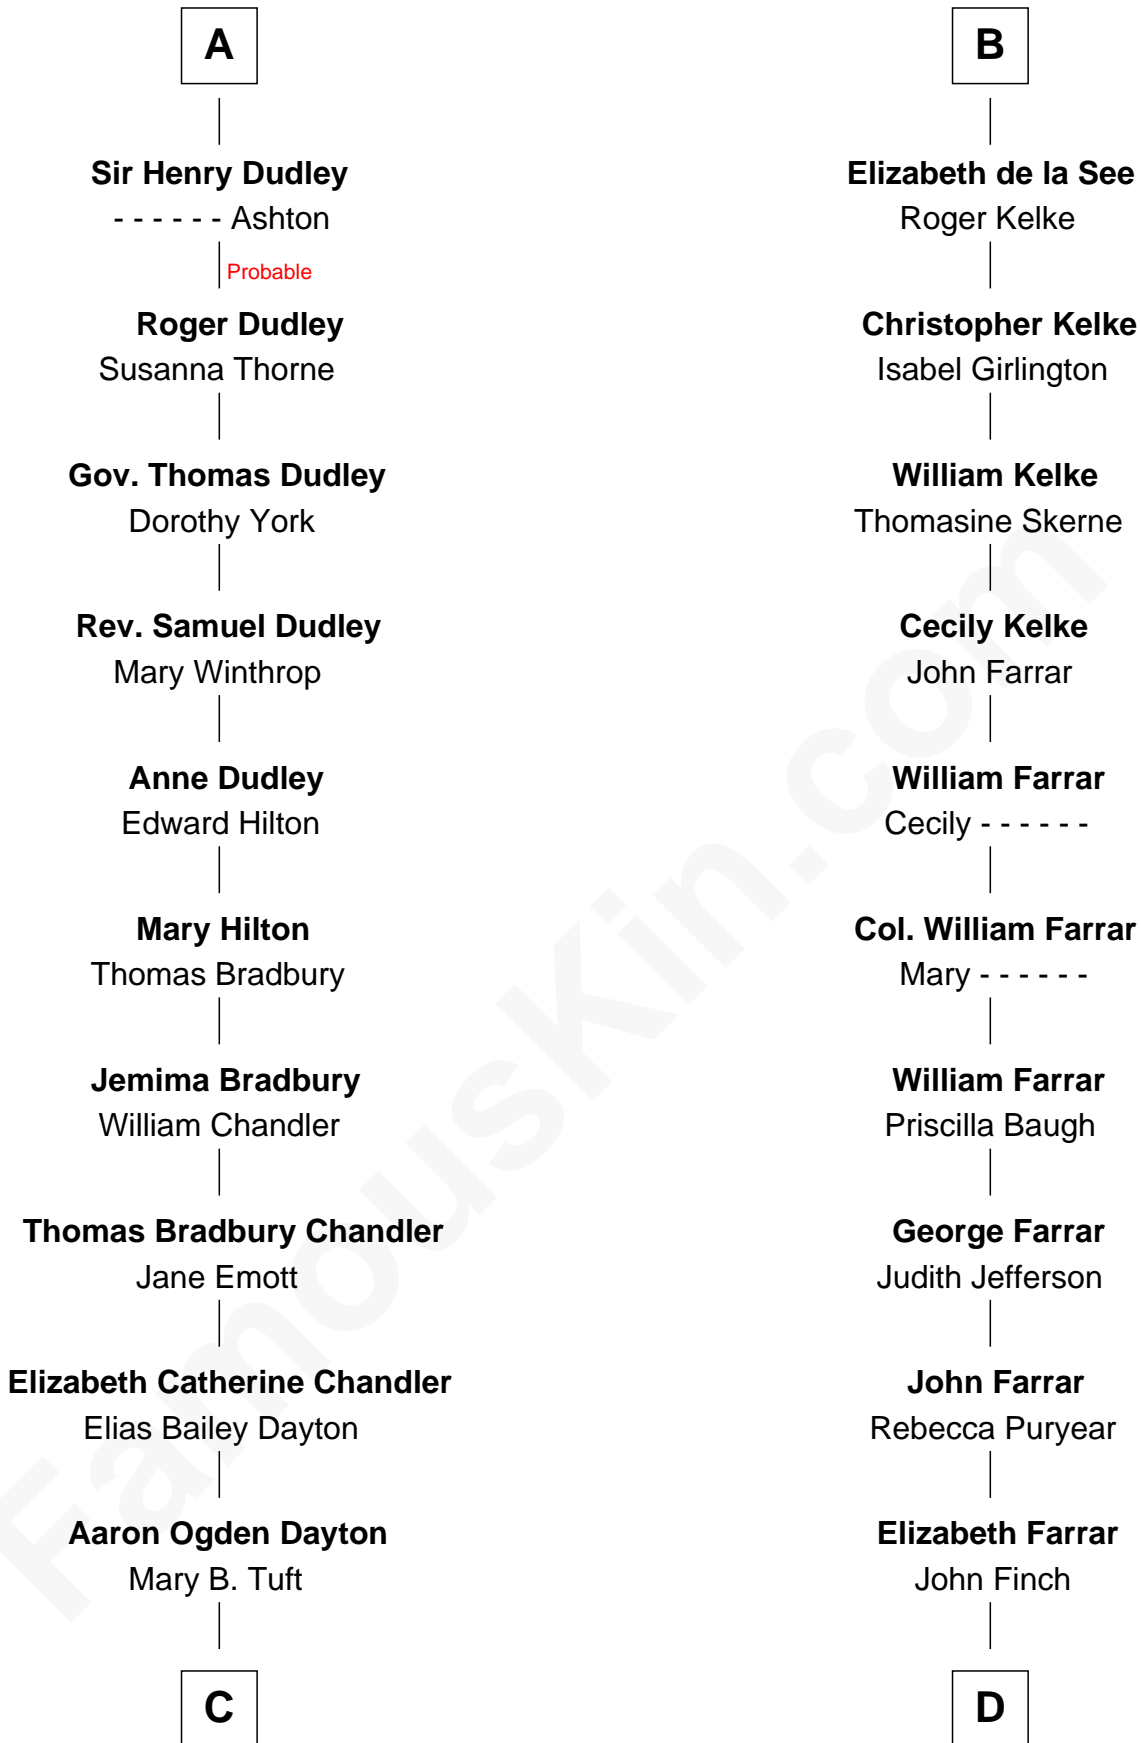 A
Sir Henry Dudley
- - - - - - Ashton
Probable
Roger Dudley
Susanna Thorne
Gov. Thomas Dudley
Dorothy York
Rev. Samuel Dudley
Mary Winthrop
Anne Dudley
Edward Hilton
Mary Hilton
Thomas Bradbury
Jemima Bradbury
William Chandler
Thomas Bradbury Chandler
Jane Emott
Elizabeth Catherine Chandler
Elias Bailey Dayton
Aaron Ogden Dayton
Mary B. Tuft
C
B
Elizabeth de la See
Roger Kelke
Christopher Kelke
Isabel Girlington
William Kelke
Thomasine Skerne
Cecily Kelke
John Farrar
William Farrar
Cecily - - - - - -
Col. William Farrar
Mary - - - - - -
William Farrar
Priscilla Baugh
George Farrar
Judith Jefferson
John Farrar
Rebecca Puryear
Elizabeth Farrar
John Finch
D
FamousKin.com